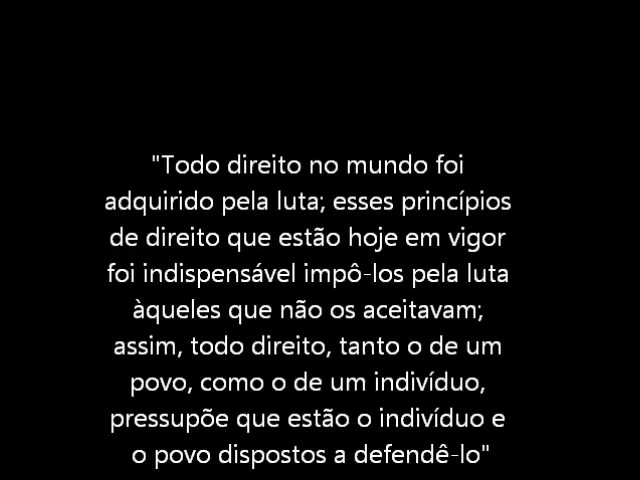 "Todo direito no mundo foi
adquirido pela luta; esses princípios
de direito que estão hoje em vigor
foi indispensável impô-los pela luta
àqueles que não os aceitavam;
assim, todo direito, tanto o de um
povo, como o de um indivíduo,
pressupõe que estão o indivíduo e
o povo dispostos a defendê-lo"